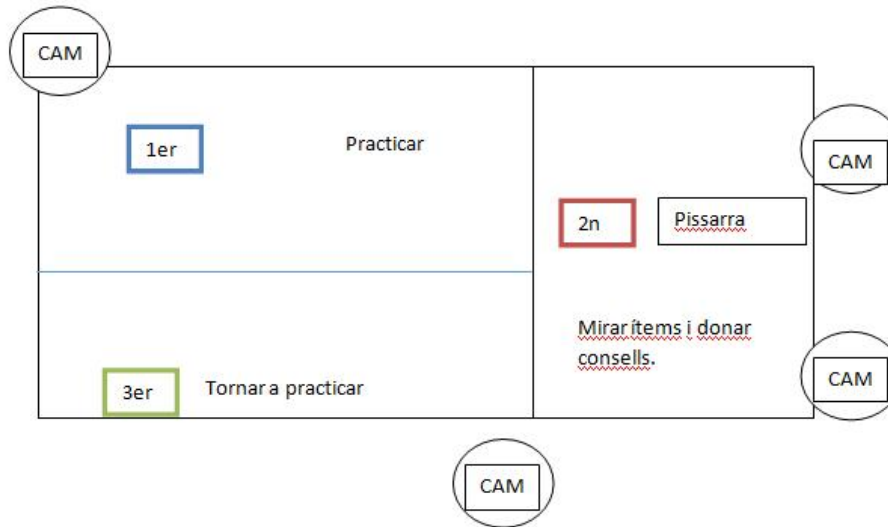 CAM
1er
Practicar
CAM
2n
Pissarra
Mirar ítems i donar
consells.
3er
Tornar a practicar
CAM
CAM